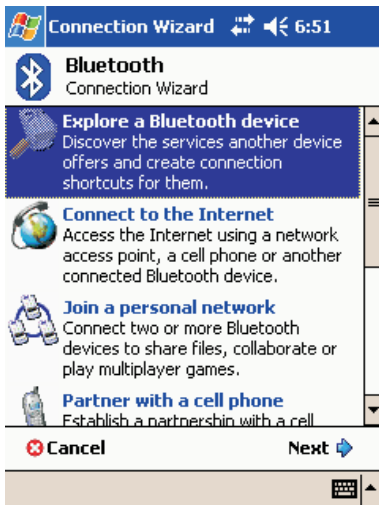 Connection Wizard 6:51
Bluetooth
Connection Wizard
Explore a Bluetooth device
Discover the services another device
offers and create connection
shortcuts for them.
Connect to the Internet
Access the Internet using a network
access point, a cell phone or another
connected Bluetooth device.
Join a personal network
Connect two or more Bluetooth
devices to share files, collaborate or
play multiplayer games.
Partner with a cell phone
Establish a partnership with a cell
Cancel Next